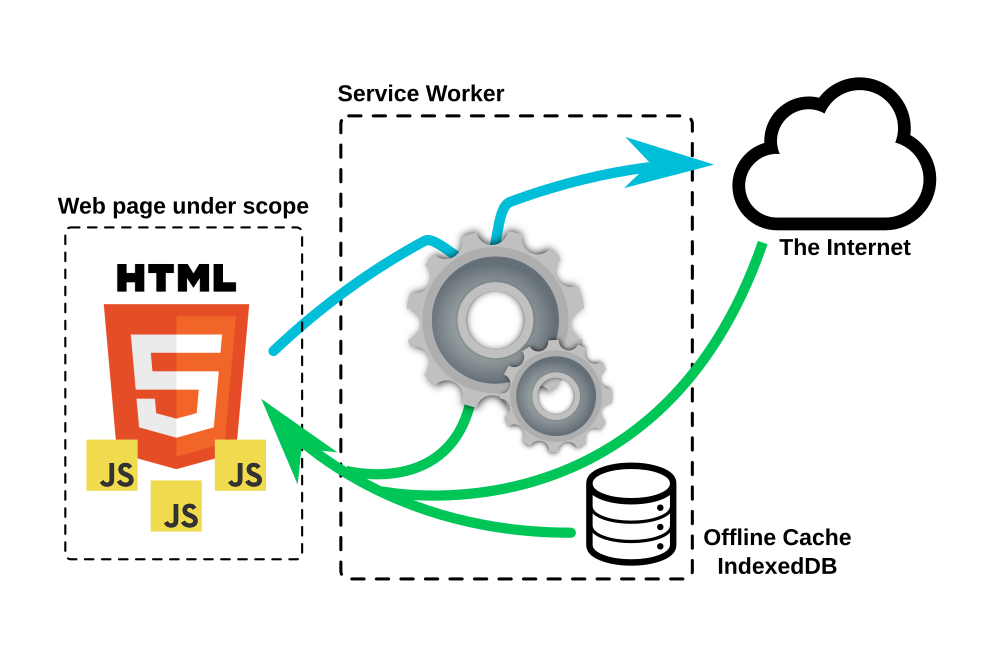 Service Worker
Web page under scope
HTML
5
The Internet
JS
JS
JS
Offline Cache
IndexedDB